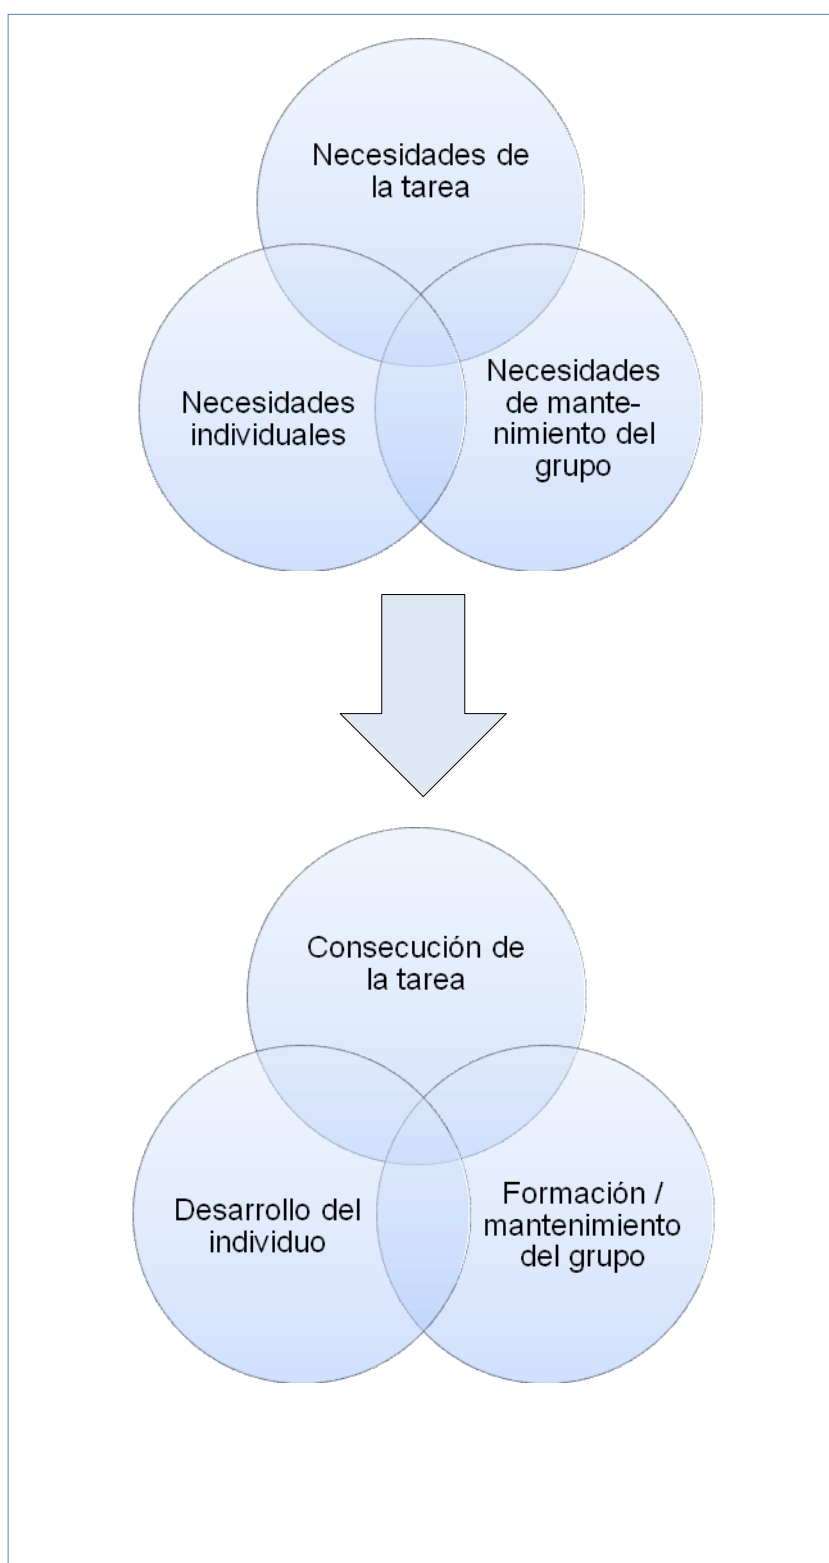 Necesidades de
la tarea
Necesidades
individuales
Necesidades
de mante-
nimiento del
grupo
Consecución de
la tarea
Desarrollo del
individuo
Formación /
mantenimiento
del grupo